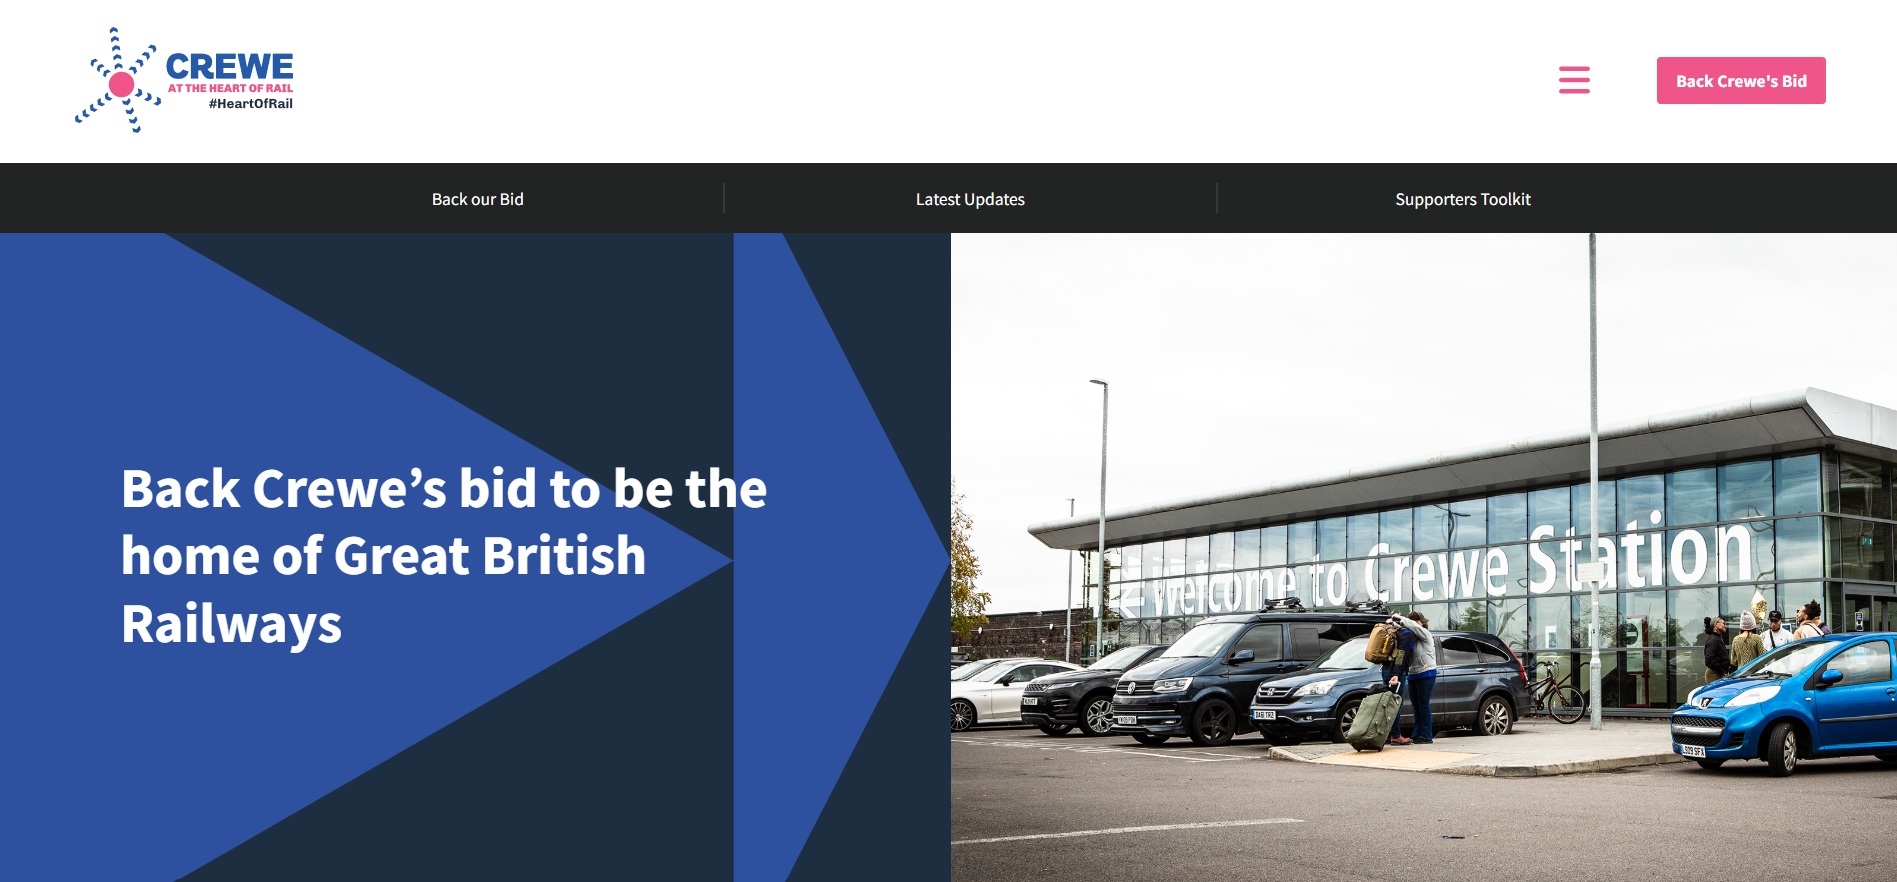 CREWE
AT THE HEART OF RAIL
#HeartOfRail
Back Crewe's Bid
Back our Bid
Latest Updates
Supporters Toolkit
Back Crewe’s bid to be the
home of Great British
Railways
Welcome to Crewe Station